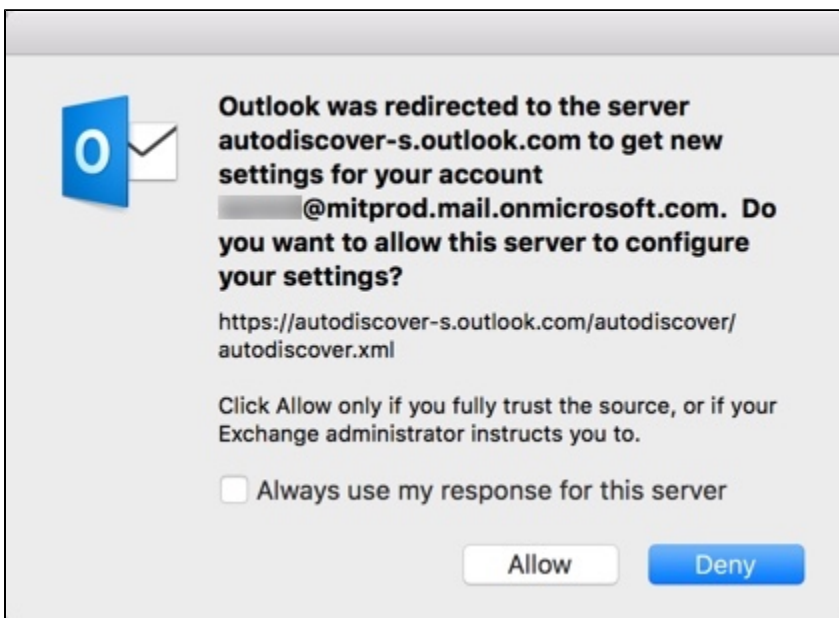 Outlook was redirected to the server
autodiscover-s.outlook.com to get new
settings for your account
@mitprod.mail.onmicrosoft.com. Do
you want to allow this server to configure
your settings?
https://autodiscover-s.outlook.com/autodiscover/
autodiscover.xml
Click Allow only if you fully trust the source, or if your
Exchange administrator instructs you to.
Always use my response for this server
Allow Deny